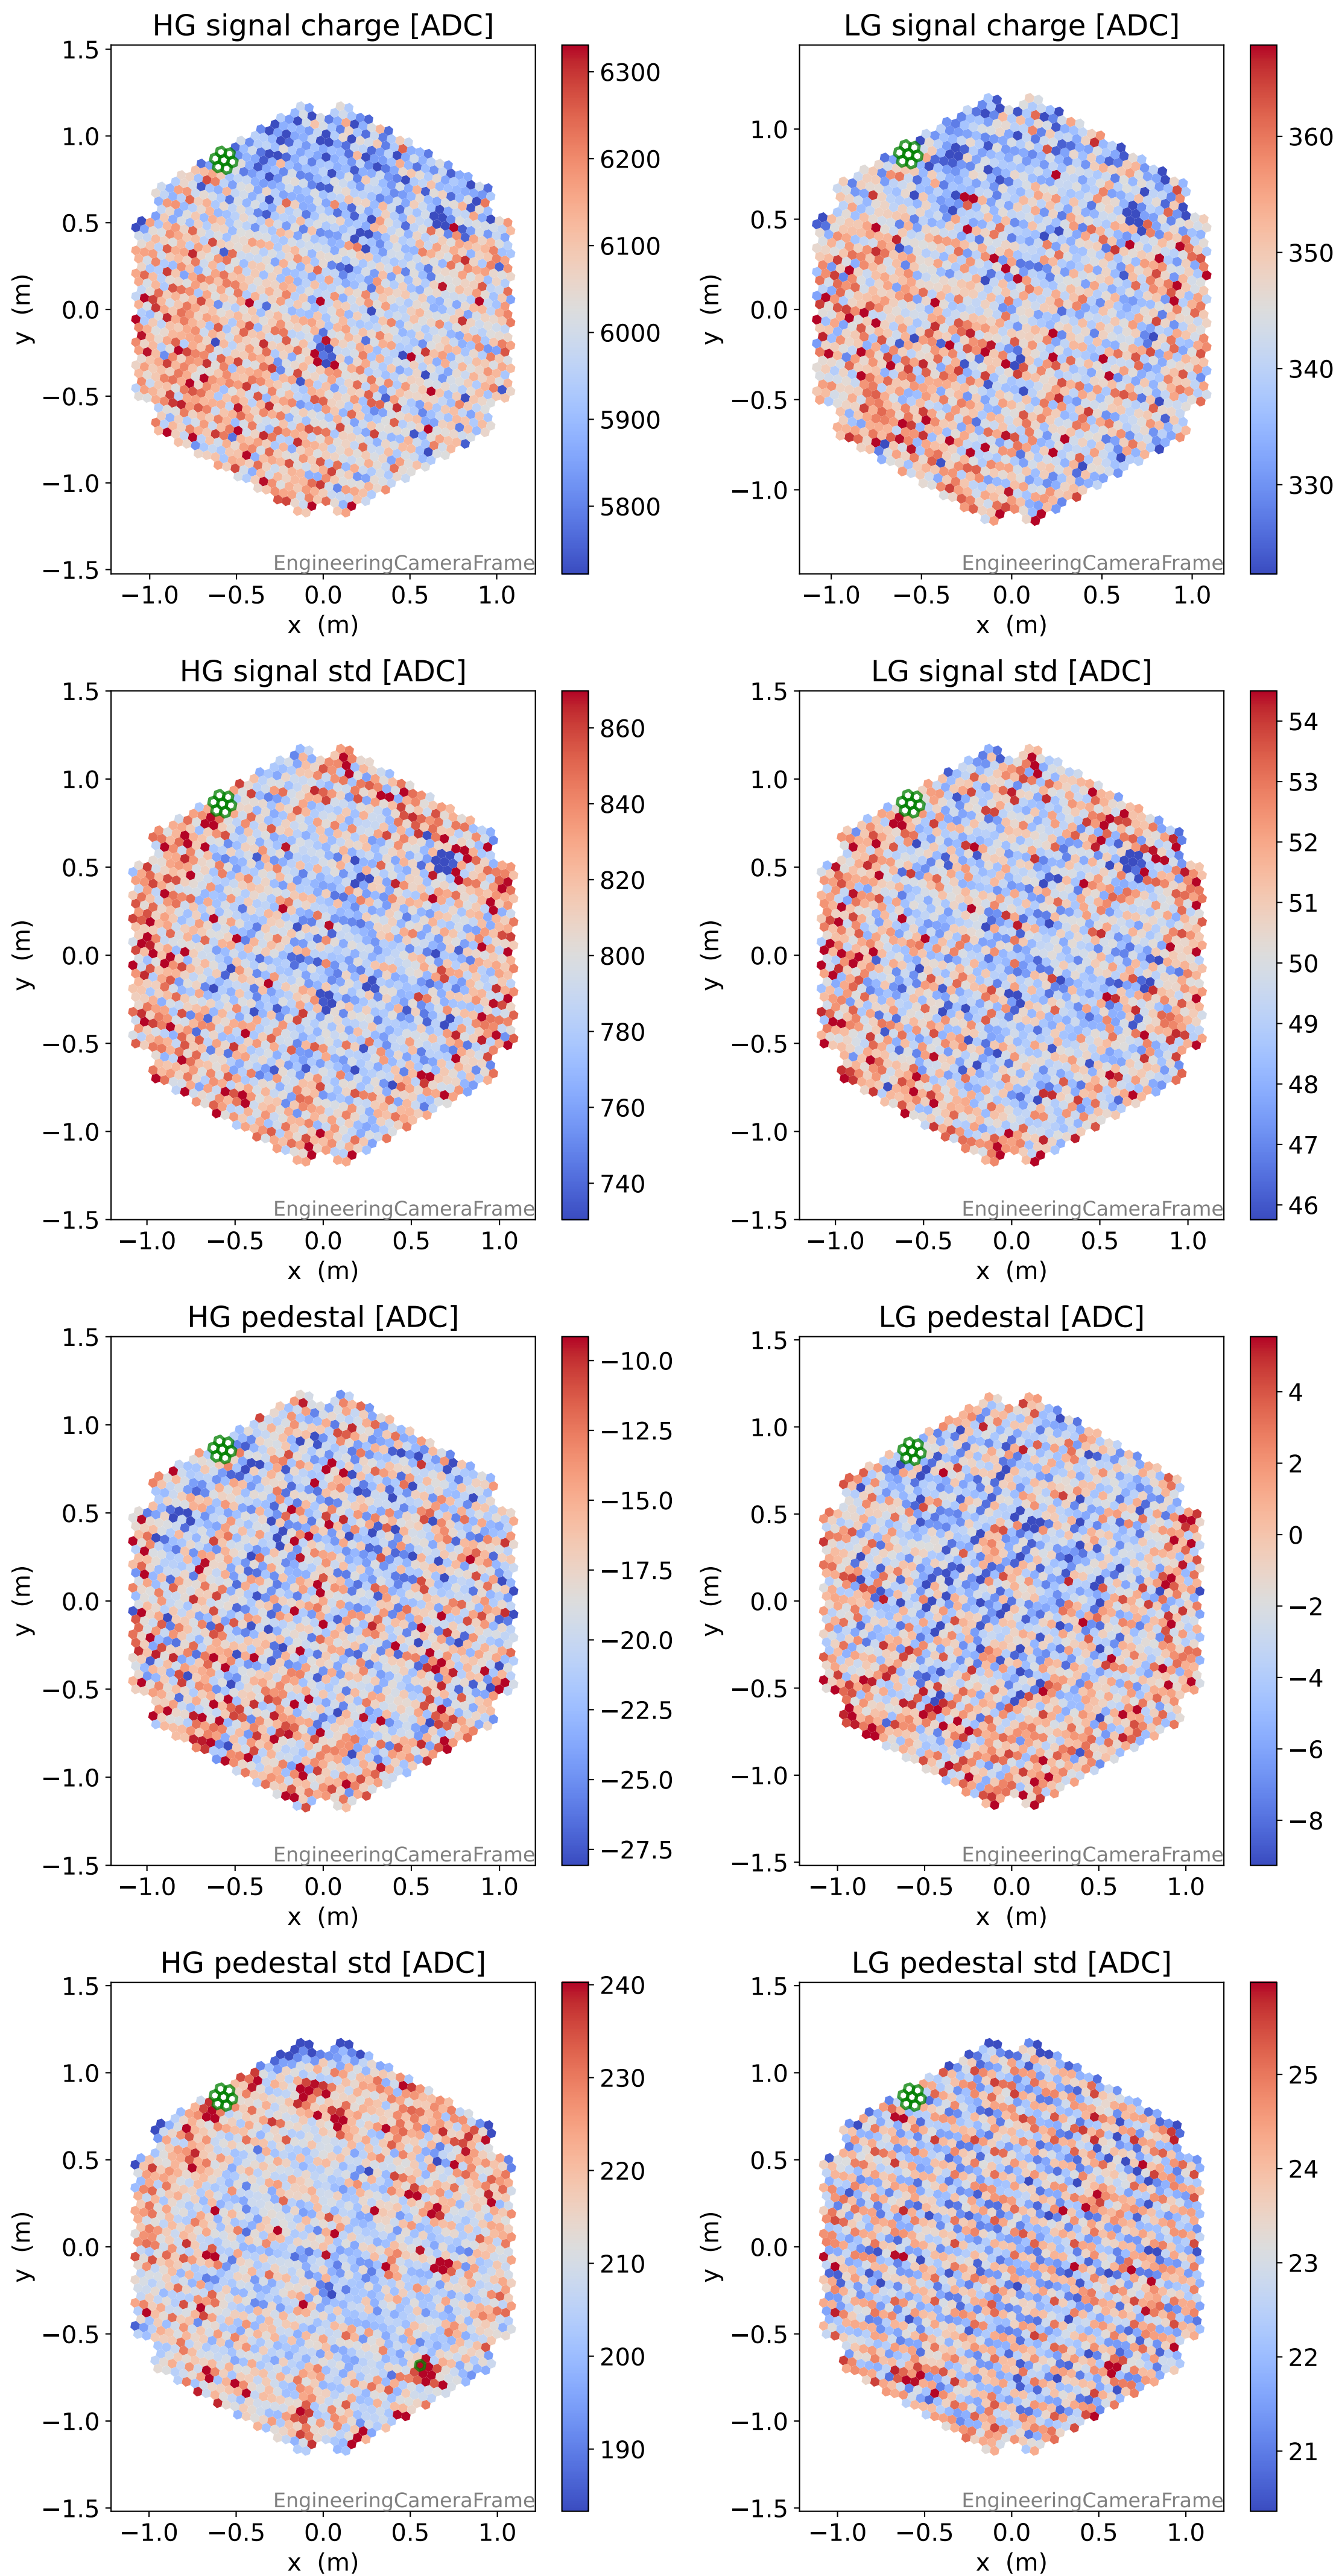 HG signal charge [ADC]
LG signal charge [ADC]
1.5
1.0
0.5
0.0
−0.5
−1.0
−1.5
y (m)
−1.0 −0.5 0.0 0.5 1.0
x (m)
EngineeringCameraFrame
6300
6200
6100
6000
5900
5800
1.0
0.5
0.0
−0.5
−1.0
y (m)
−1.0 −0.5 0.0 0.5 1.0
x (m)
EngineeringCameraFrame
360
350
340
330
HG signal std [ADC]
LG signal std [ADC]
1.5
1.0
0.5
0.0
−0.5
−1.0
−1.5
y (m)
−1.0 −0.5 0.0 0.5 1.0
x (m)
EngineeringCameraFrame
860
840
820
800
780
760
740
1.5
1.0
0.5
0.0
−0.5
−1.0
−1.5
y (m)
−1.0 −0.5 0.0 0.5 1.0
x (m)
EngineeringCameraFrame
54
53
52
51
50
49
48
47
46
HG pedestal [ADC]
LG pedestal [ADC]
1.5
1.0
0.5
0.0
−0.5
−1.0
−1.5
y (m)
−1.0 −0.5 0.0 0.5 1.0
x (m)
EngineeringCameraFrame
−10.0
−12.5
−15.0
−17.5
−20.0
−22.5
−25.0
−27.5
1.5
1.0
0.5
0.0
−0.5
−1.0
−1.5
y (m)
−1.0 −0.5 0.0 0.5 1.0
x (m)
EngineeringCameraFrame
4
2
0
−2
−4
−6
−8
HG pedestal std [ADC]
LG pedestal std [ADC]
1.5
1.0
0.5
0.0
−0.5
−1.0
−1.5
y (m)
−1.0 −0.5 0.0 0.5 1.0
x (m)
EngineeringCameraFrame
240
230
220
210
200
190
1.5
1.0
0.5
0.0
−0.5
−1.0
−1.5
y (m)
−1.0 −0.5 0.0 0.5 1.0
x (m)
EngineeringCameraFrame
25
24
23
22
21